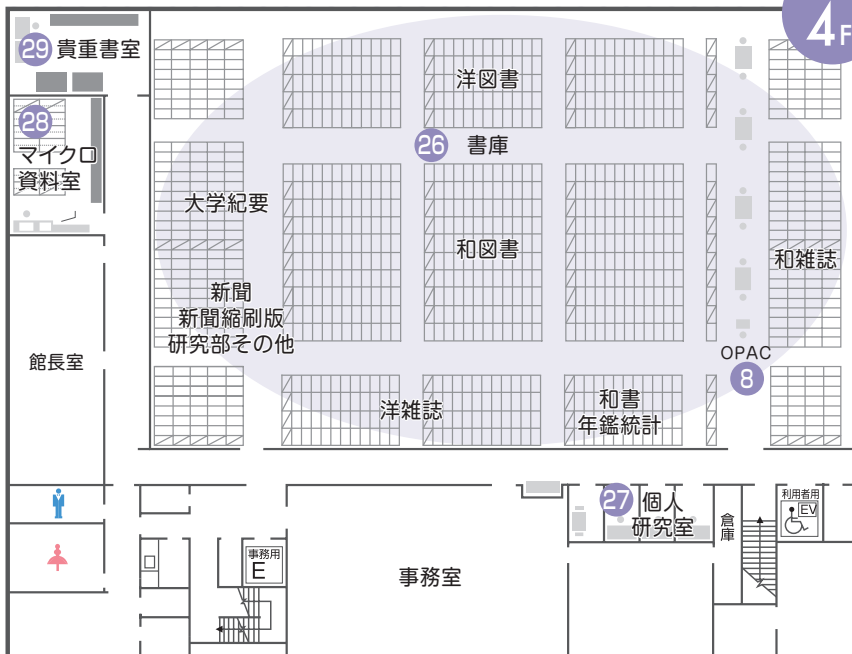 4F
29 貴重書室
28
マイクロ
資料室
洋図書
26 書庫
大学紀要
和図書
和雑誌
新聞
新聞縮刷版
研究部その他
OPAC
8
館長室
洋雑誌
和書
年鑑統計
27 個人
研究室
倉庫
利用者用
EV
事務用
E
事務室